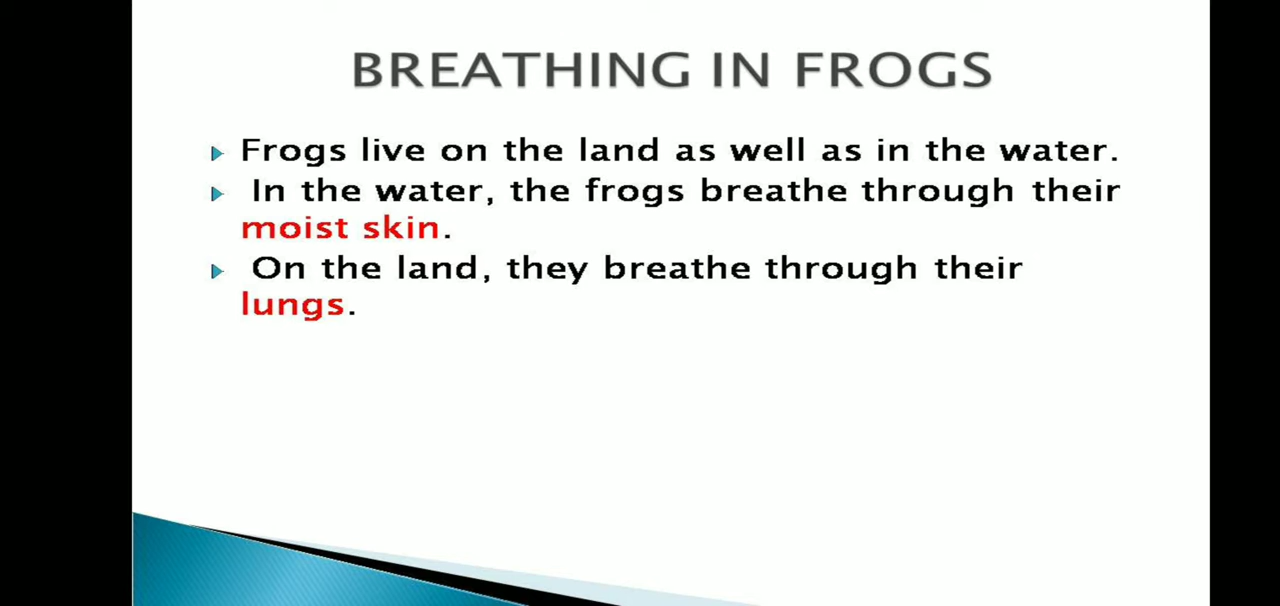 BREATHING IN FROGS
Frogs live on the land as well as in the water.
In the water, the frogs breathe through their
moist skin.
On the land, they breathe through their
lungs.